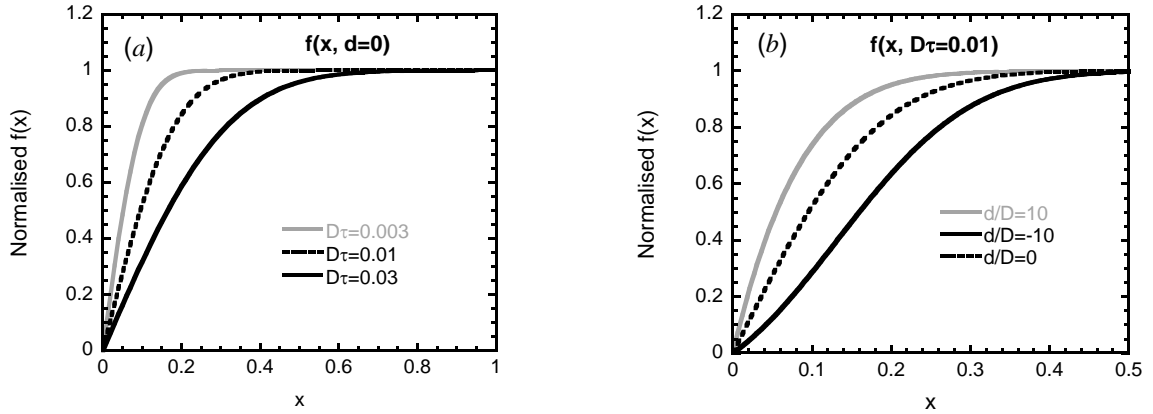 (a)
f(x, d=0)
Normalised f(x)
1.2
1
0.8
0.6
0.4
0.2
0
Dτ=0.003
Dτ=0.01
Dτ=0.03
0 0.2 0.4 0.6 0.8 1
x
(b)
f(x, Dτ=0.01)
Normalised f(x)
1.2
1
0.8
0.6
0.4
0.2
0
d/D=10
d/D=-10
d/D=0
0 0.1 0.2 0.3 0.4 0.5
x